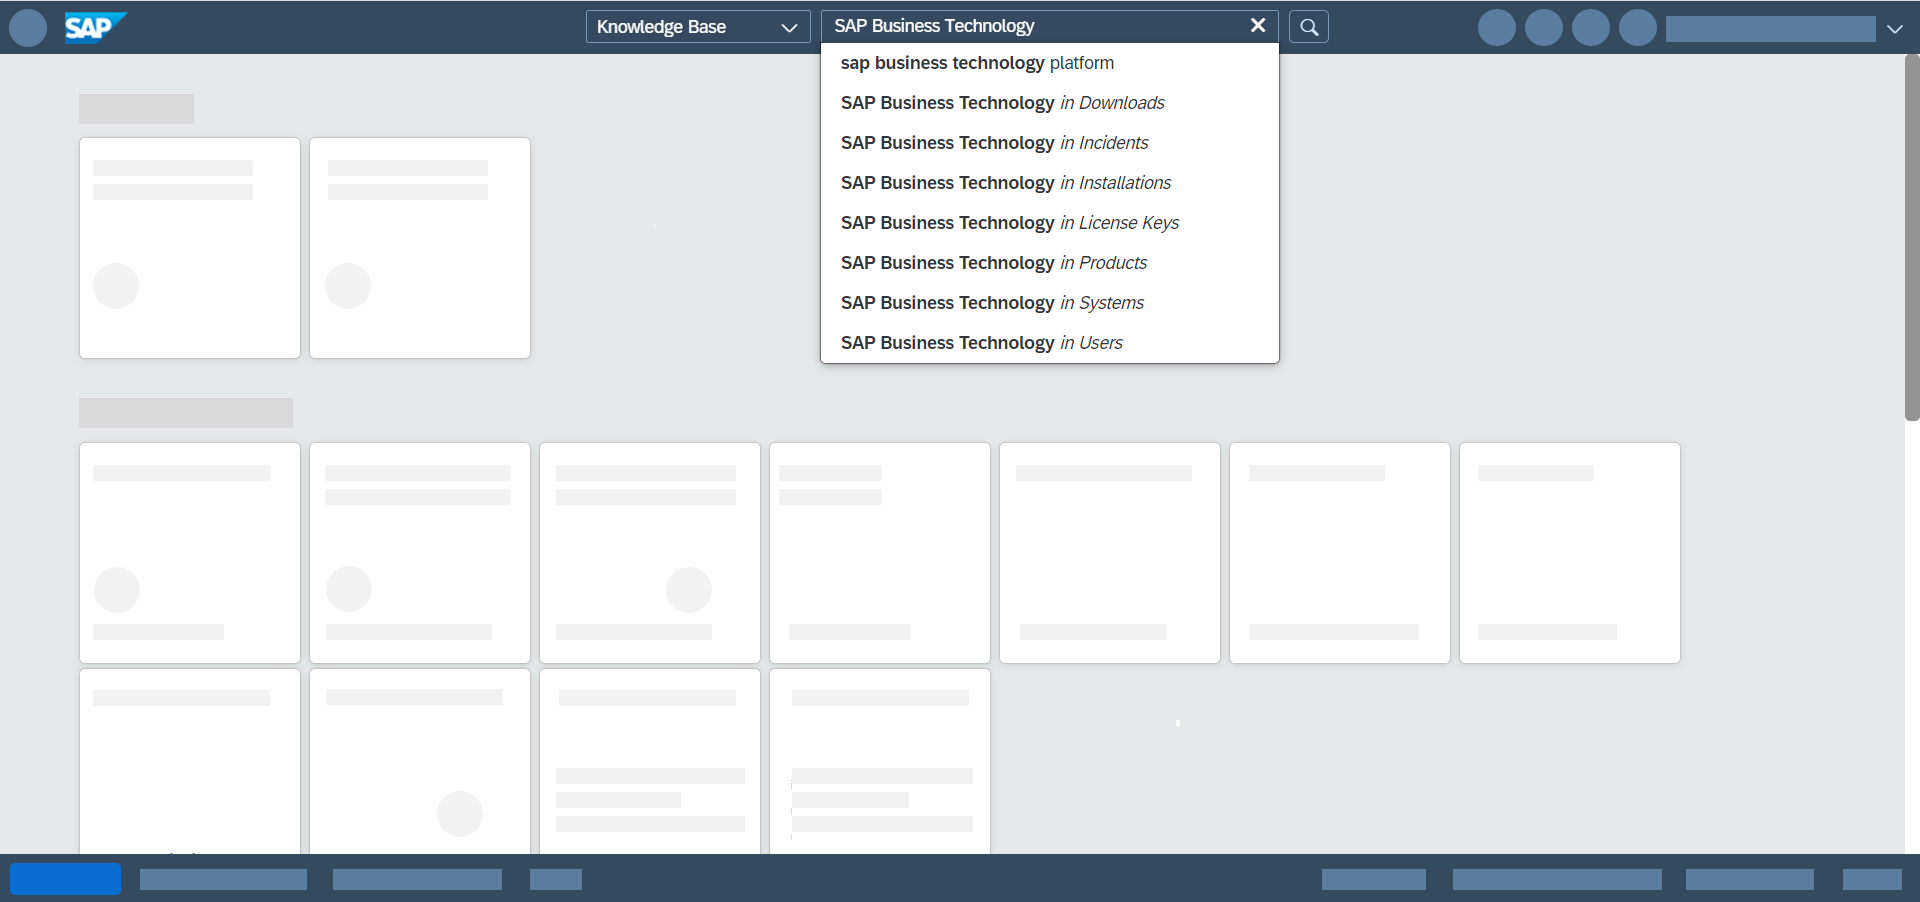 SAP
Knowledge Base
SAP Business Technology
sap business technology platform
SAP Business Technology in Downloads
SAP Business Technology in Incidents
SAP Business Technology in Installations
SAP Business Technology in License Keys
SAP Business Technology in Products
SAP Business Technology in Systems
SAP Business Technology in Users